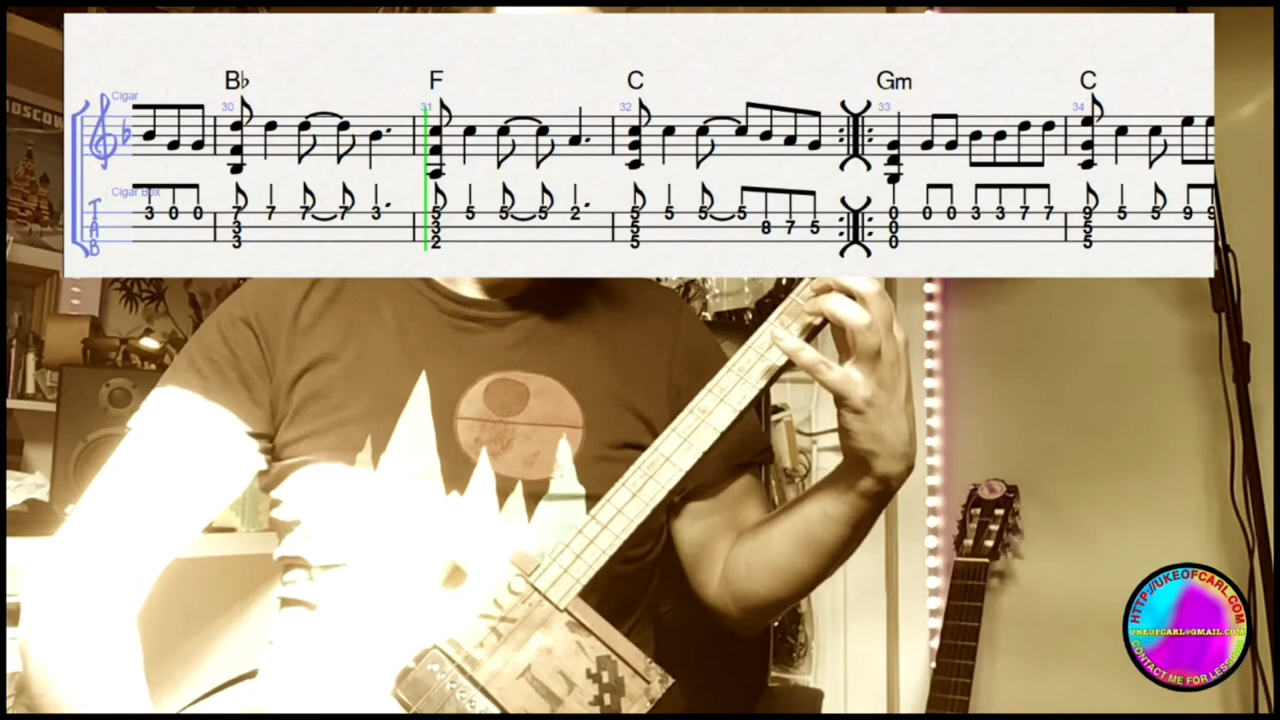 B♭ F C Gm C
Cigar
30 31 32 33 34
Cigar Box
3 0 0 7 7 7 7 3 5 5 5 5 2 5 5 5 5 0 0 0 3 3 7 7 9 5 5 9 9
3 3 5 8 7 5 0 5
3 2 5 0 5
T
A
B
MOSCOW
HTTP://UKEOFCARL.COM
UKEOFCARL@GMAIL.COM
CONTACT ME FOR LESSONS